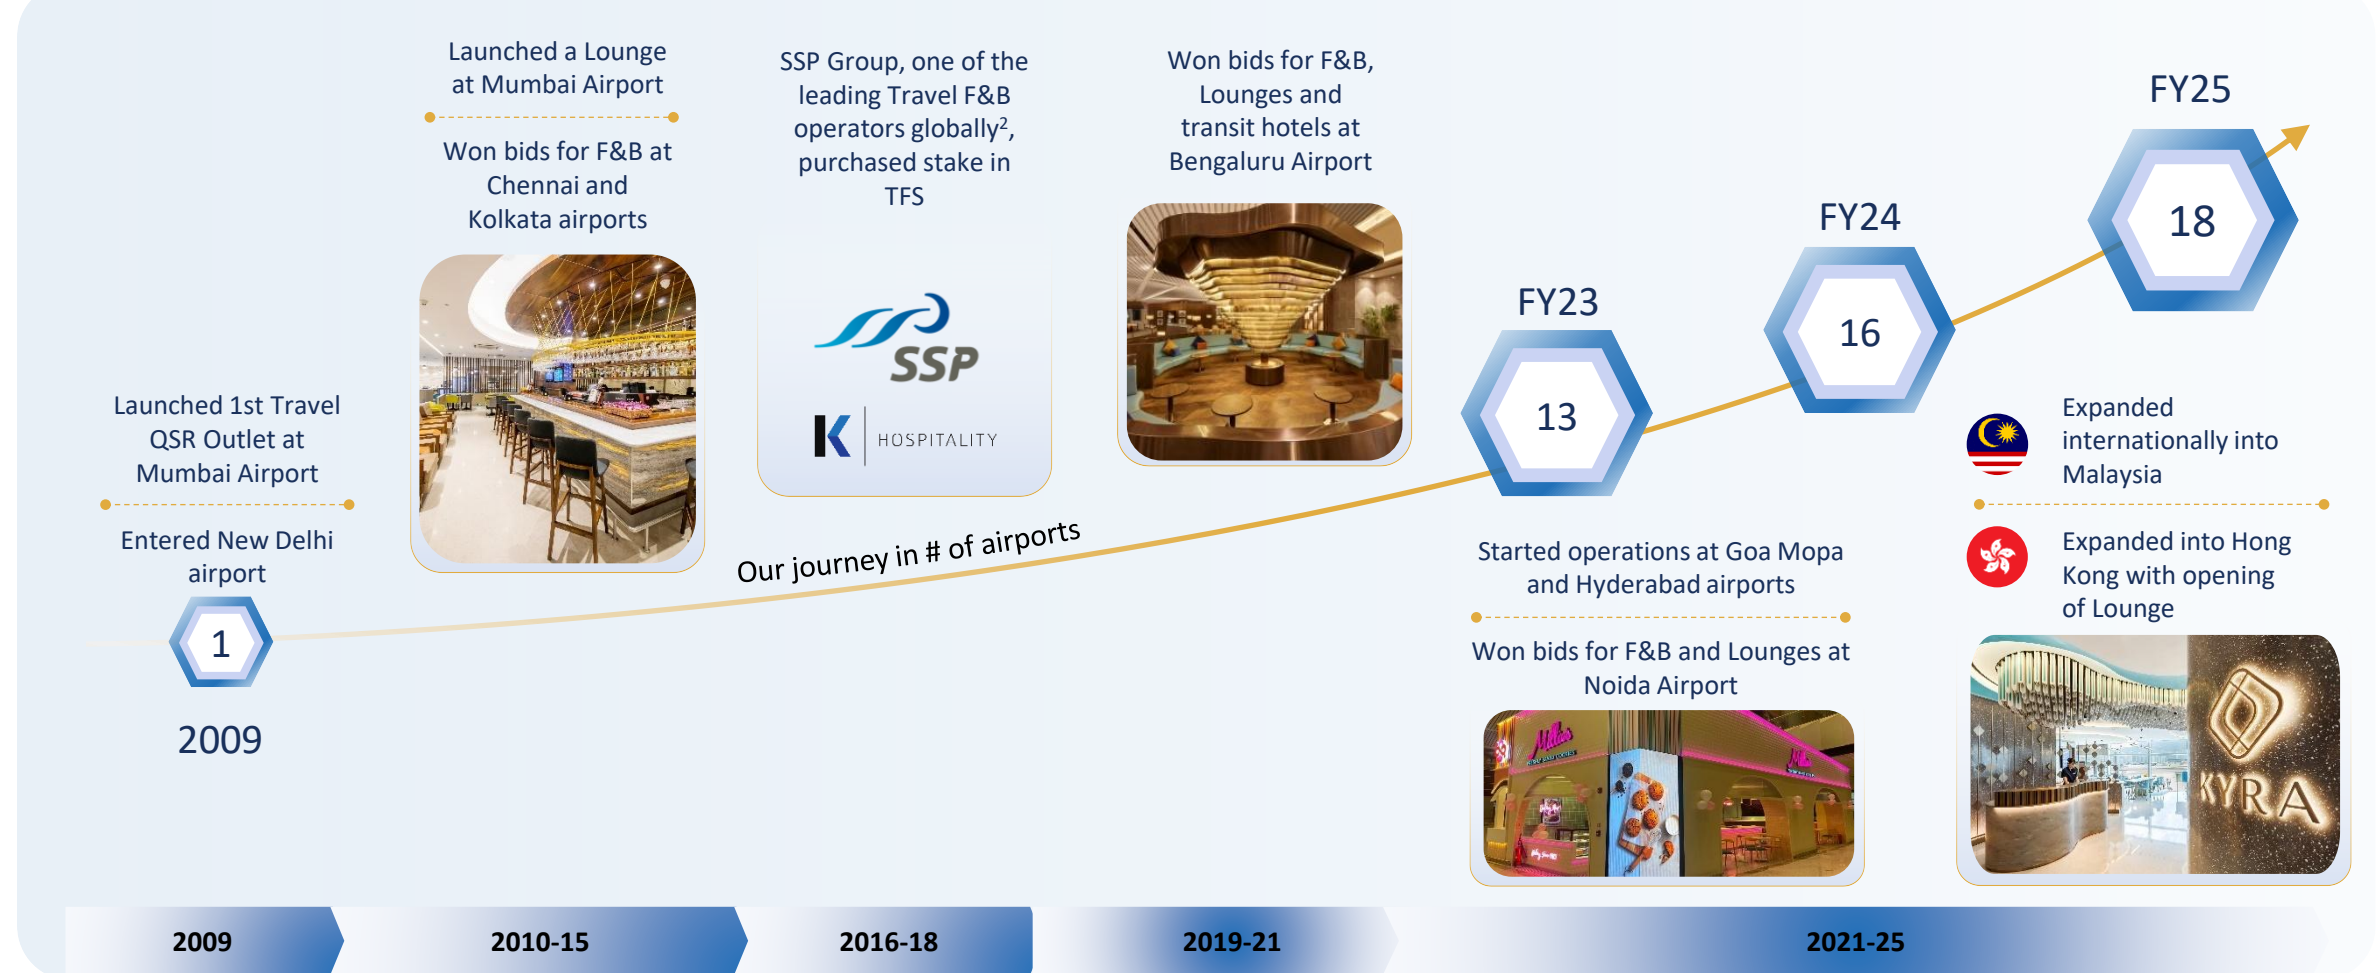 Launched 1st Travel
QSR Outlet at
Mumbai Airport
Entered New Delhi
airport
1
2009
Launched a Lounge
at Mumbai Airport
Won bids for F&B at
Chennai and
Kolkata airports
SSP Group, one of the
leading Travel F&B
operators globally²,
purchased stake in
TFS
SSP
K HOSPITALITY
Won bids for F&B,
Lounges and
transit hotels at
Bengaluru Airport
Our journey in # of airports
FY23
13
Started operations at Goa Mopa
and Hyderabad airports
Won bids for F&B and Lounges at
Noida Airport
Millie's
Millie's
FY24
16
FY25
18
Expanded
internationally into
Malaysia
Expanded into Hong
Kong with opening
of Lounge
KYRA
2009
2010-15
2016-18
2019-21
2021-25